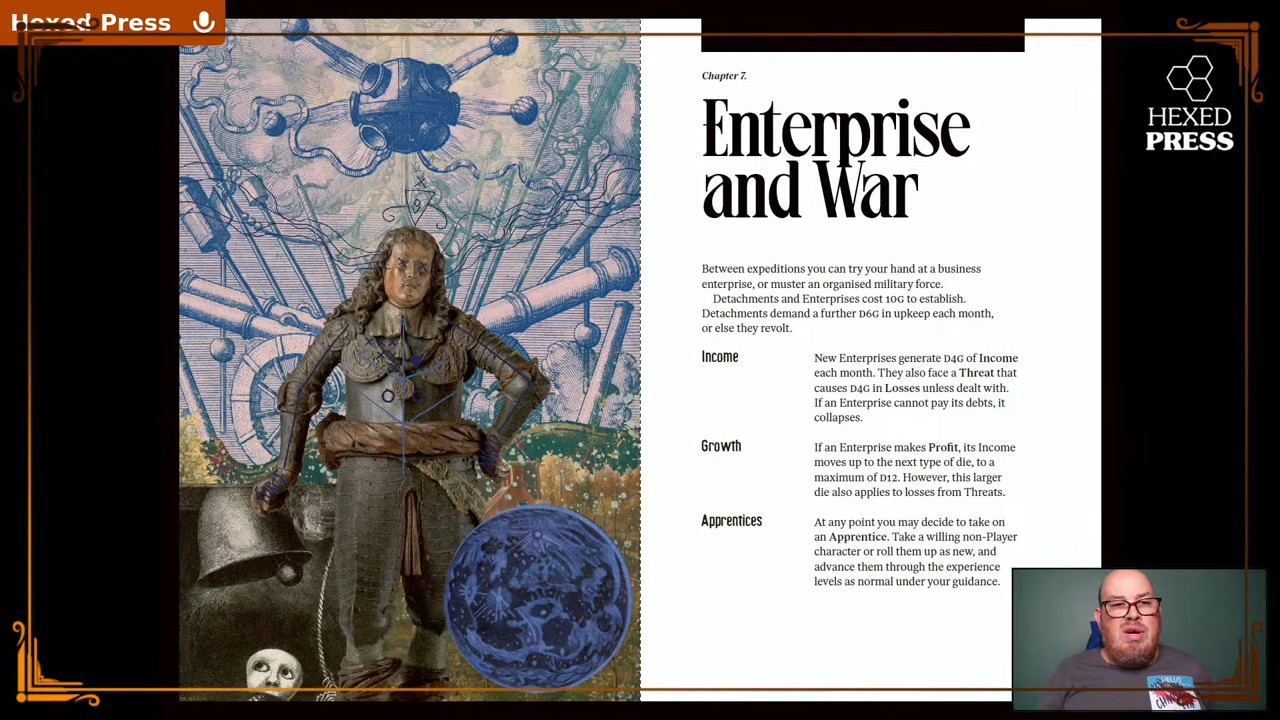 Hexed Press
HEXED
PRESS
Chapter 7.
Enterprise
and War
Between expeditions you can try your hand at a business
enterprise, or muster an organised military force.
Detachments and Enterprises cost 10G to establish.
Detachments demand a further D6G in upkeep each month,
or else they revolt.
Income
New Enterprises generate D4G of Income
each month. They also face a Threat that
causes D4G in Losses unless dealt with.
If an Enterprise cannot pay its debts, it
collapses.
Growth
If an Enterprise makes Profit, its Income
moves up to the next type of die, to a
maximum of D12. However, this larger
die also applies to losses from Threats.
Apprentices
At any point you may decide to take on
an Apprentice. Take a willing non-Player
character or roll them up as new, and
advance them through the experience
levels as normal under your guidance.
HELLO